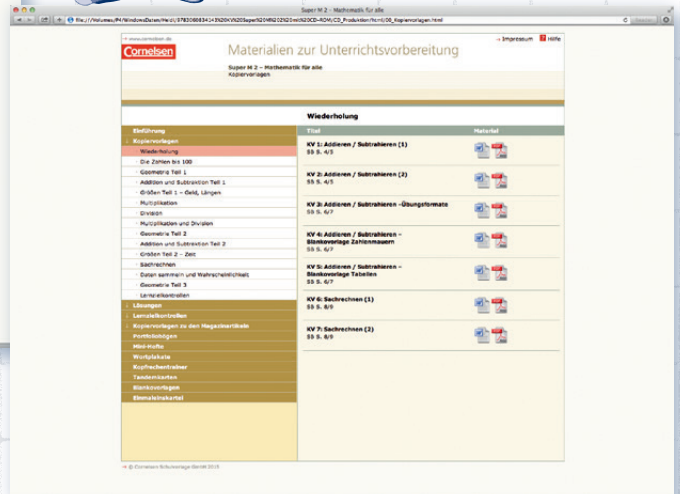 Super M 2 – Mathematik für alle
→ www.cornelsen.de
→ Impressum
? Hilfe
Cornelsen
Materialien zur Unterrichtsvorbereitung
Super M 2 – Mathematik für alle
Kopiervorlagen
Wiederholung
Einführung
Kopiervorlagen
Wiederholung
Die Zahlen bis 100
Geometrie Teil 1
Addition und Subtraktion Teil 1
Größen Teil 1 – Geld, Längen
Multiplikation
Division
Multiplikation und Division
Geometrie Teil 2
Addition und Subtraktion Teil 2
Größen Teil 2 – Zeit
Sachrechnen
Daten sammeln und Wahrscheinlichkeit
Geometrie Teil 3
Lernzielkontrollen
Lösungen
Lernzielkontrollen
Kopiervorlagen zu den Magazinartikeln
Portfoliobögen
Mini-Hefte
Wortplakate
Kopfrechentrainer
Tandemkarten
Blankovorlagen
Einmaleinskartei
Titel
Material
KV 1: Addieren / Subtrahieren (1)
SB S. 4/5
KV 2: Addieren / Subtrahieren (2)
SB S. 4/5
KV 3: Addieren / Subtrahieren –Übungsformate
SB S. 6/7
KV 4: Addieren / Subtrahieren –
Blankovorlage Zahlenmauern
SB S. 6/7
KV 5: Addieren / Subtrahieren –
Blankovorlage Tabellen
SB S. 6/7
KV 6: Sachrechnen (1)
SB S. 8/9
KV 7: Sachrechnen (2)
SB S. 8/9